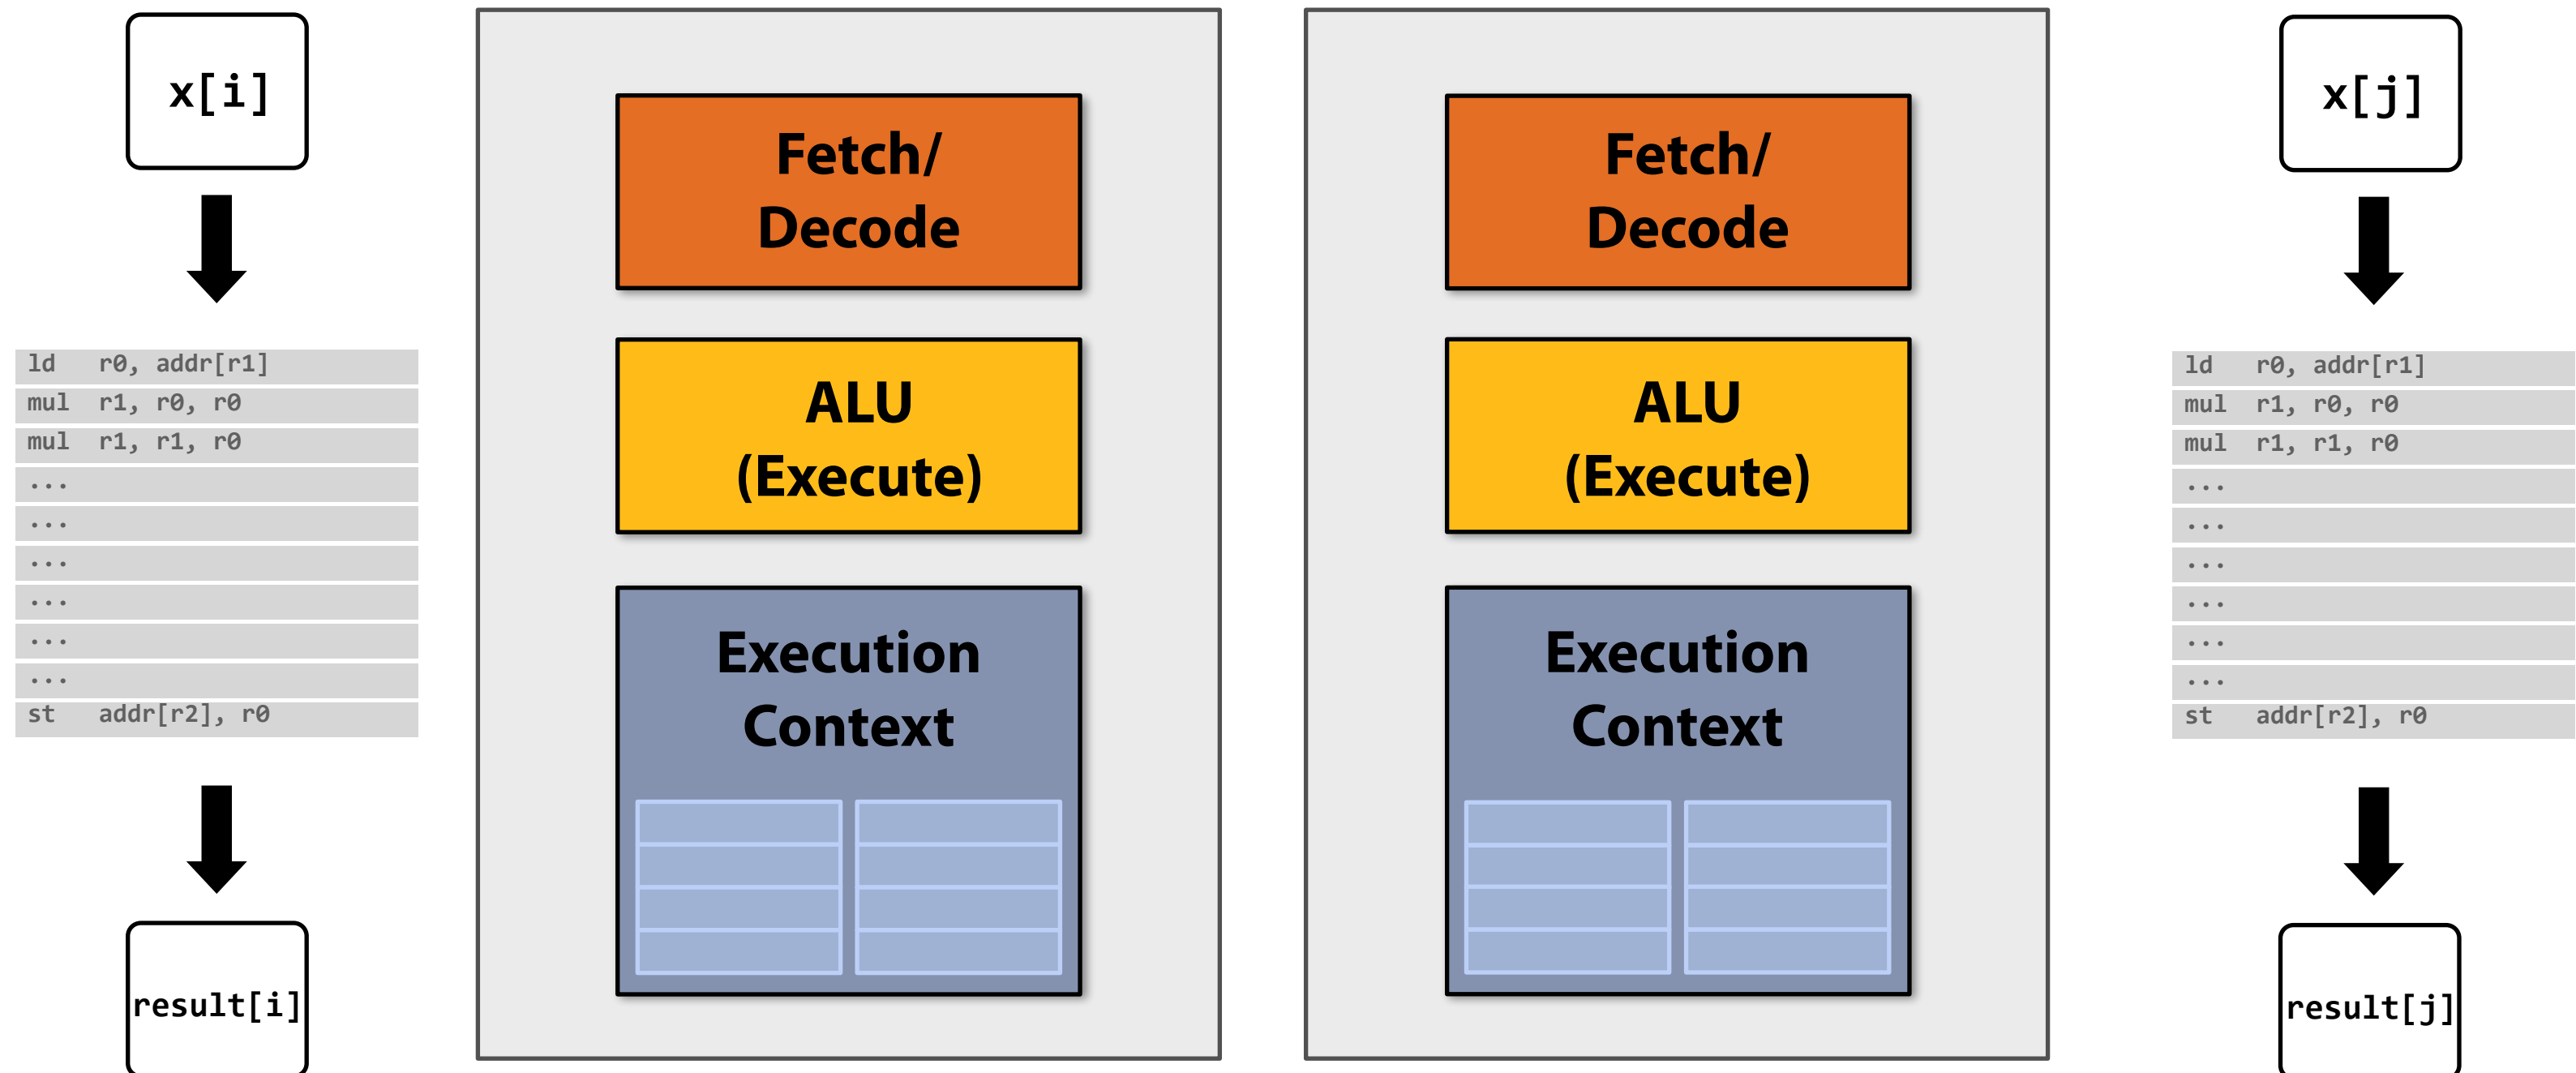 x[i]
ld r0, addr[r1]
mul r1, r0, r0
mul r1, r1, r0
...
...
...
...
...
...
st addr[r2], r0
result[i]
Fetch/
Decode
ALU
(Execute)
Execution
Context
Fetch/
Decode
ALU
(Execute)
Execution
Context
x[j]
ld r0, addr[r1]
mul r1, r0, r0
mul r1, r1, r0
...
...
...
...
...
...
st addr[r2], r0
result[j]